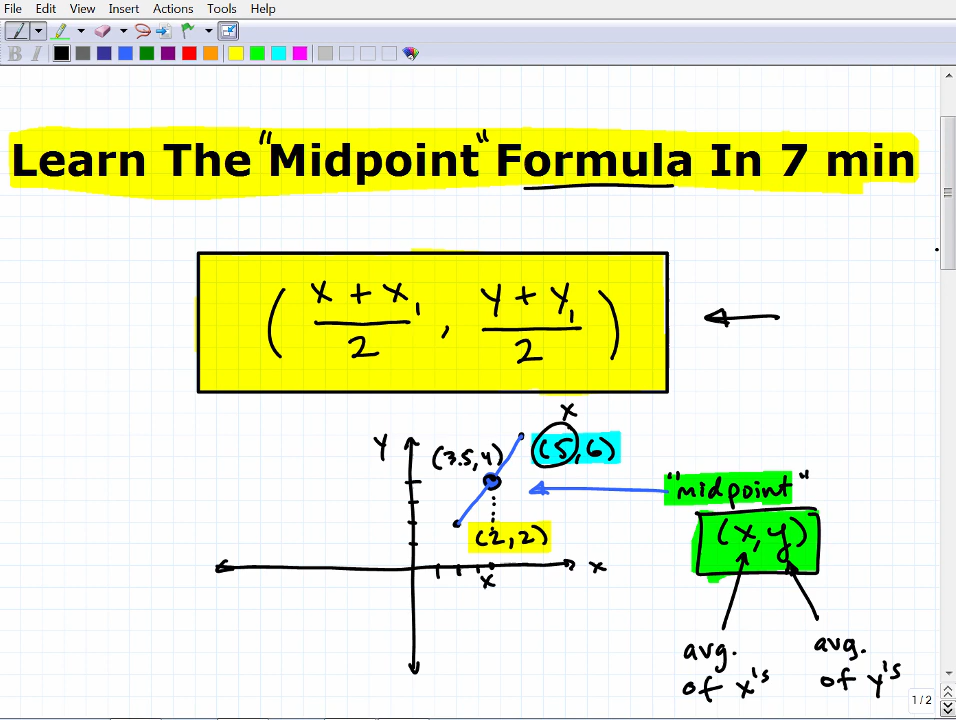 File Edit View Insert Actions Tools Help
B I
Learn The "Midpoint" Formula In 7 min
( x + x₁ / 2 , y + y₁ / 2 )
x
y
(3.5,4) (5,6)
"midpoint"
(2,2)
(x,y)
x
x
avg. of x's
avg. of y's
1 / 2